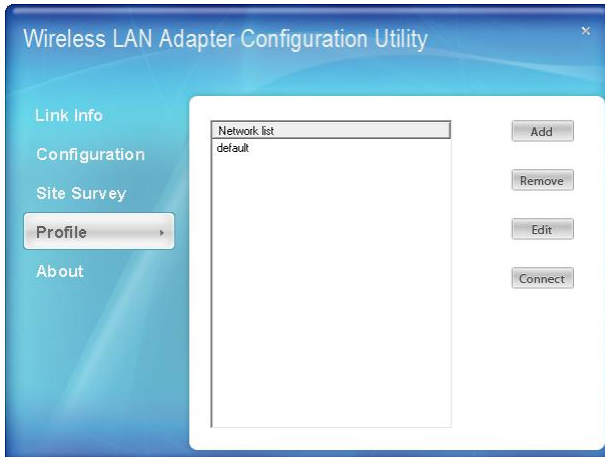 Wireless LAN Adapter Configuration Utility
Link Info
Configuration
Site Survey
Profile
About
Network list
default
Add
Remove
Edit
Connect